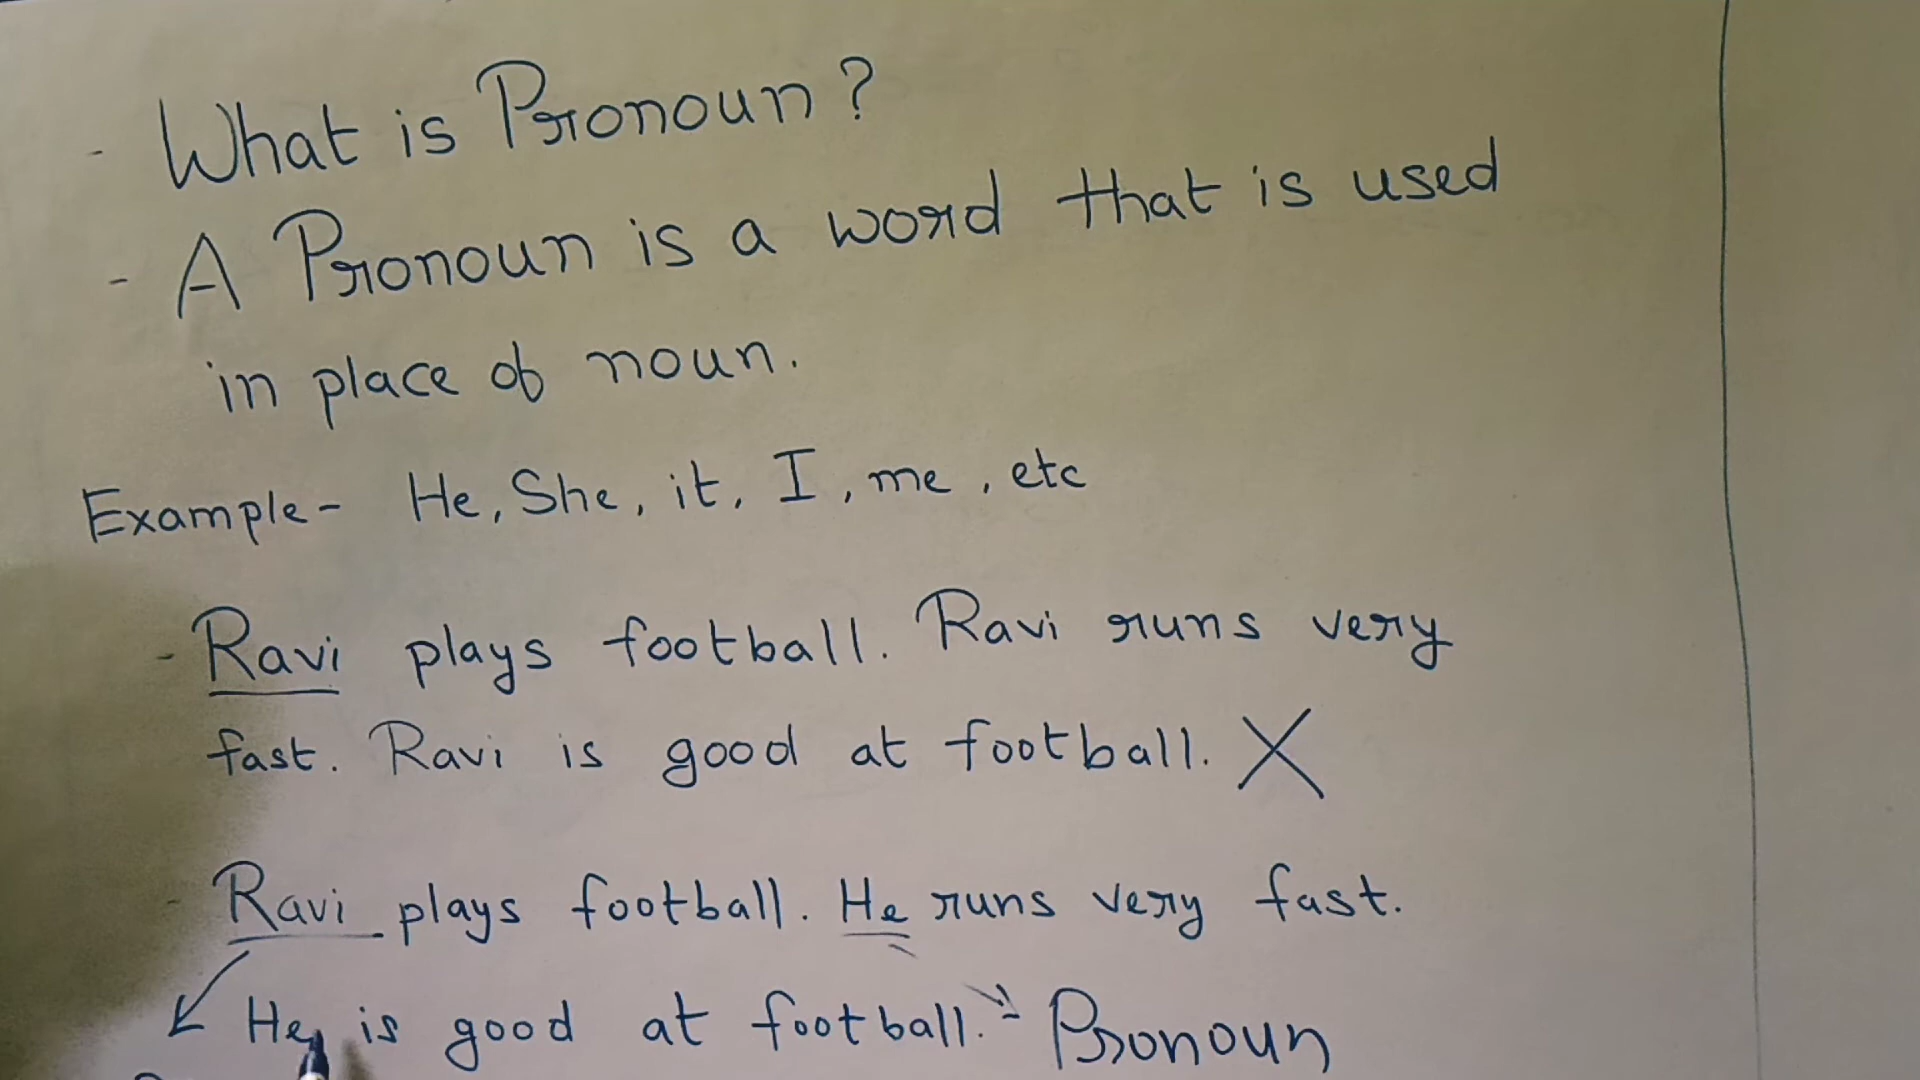 - What is Pronoun?
- A Pronoun is a word that is used
in place of noun.
Example- He, She, it, I, me, etc
- Ravi plays football. Ravi runs very
fast. Ravi is good at football. X
- Ravi plays football. He runs very fast.
He is good at football. Pronoun